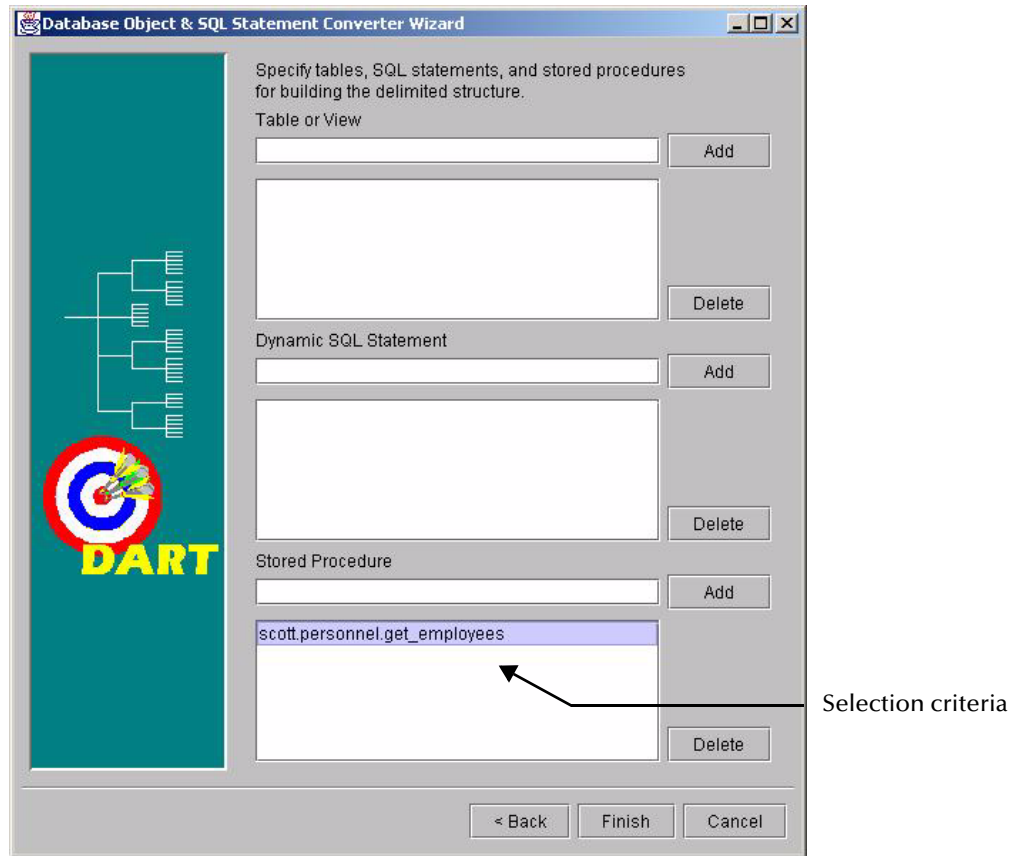 Database Object & SQL Statement Converter Wizard
Specify tables, SQL statements, and stored procedures
for building the delimited structure.
Table or View
Add
Delete
Dynamic SQL Statement
Add
Delete
DART
Stored Procedure
Add
scott.personnel.get_employees
Selection criteria
Delete
< Back
Finish
Cancel